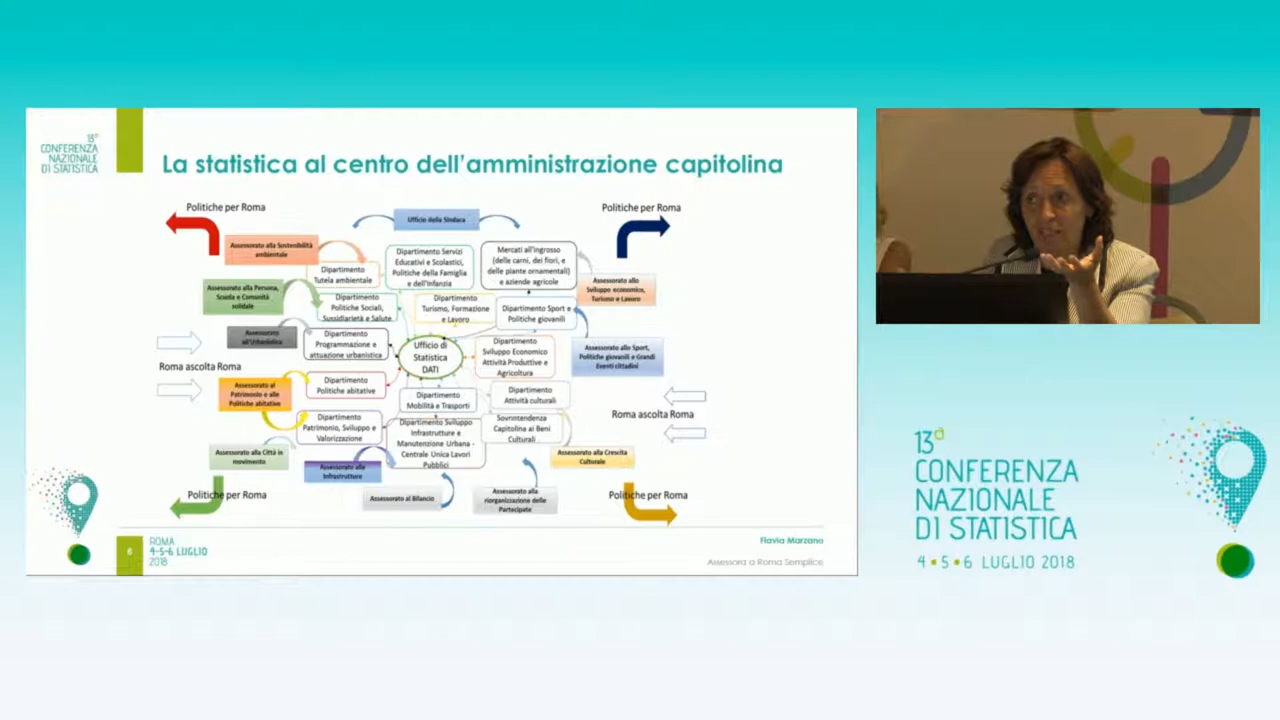 13ª
CONFERENZA
NAZIONALE
DI STATISTICA
La statistica al centro dell'amministrazione capitolina
Politiche per Roma
Ufficio della Sindaca
Politiche per Roma
Assessorato alla Sostenibilità
ambientale
Dipartimento
Tutela ambientale
Dipartimento Servizi
Educativi e Scolastici,
Politiche della Famiglia
e dell'Infanzia
Mercati all'ingrosso
(delle carni, dei fiori, e
delle piante ornamentali)
e aziende agricole
Assessorato allo
Sviluppo economico,
Turismo e Lavoro
Assessorato alla Persona,
Scuola e Comunità
solidale
Dipartimento
Politiche Sociali,
Sussidiarietà e Salute
Dipartimento
Turismo, Formazione
e Lavoro
Dipartimento Sport e
Politiche giovanili
Assessorato
all'Urbanistica
Dipartimento
Programmazione e
attuazione urbanistica
Ufficio di
Statistica
DATI
Dipartimento
Sviluppo Economico
Attività Produttive e
Agricoltura
Assessorato allo Sport,
Politiche giovanili e Grandi
Eventi cittadini
Roma ascolta Roma
Assessorato al
Patrimonio e alle
Politiche abitative
Dipartimento
Politiche abitative
Dipartimento
Mobilità e Trasporti
Dipartimento
Attività culturali
Roma ascolta Roma
Dipartimento
Patrimonio, Sviluppo e
Valorizzazione
Dipartimento Sviluppo
Infrastrutture e
Manutenzione Urbana -
Centrale Unica Lavori
Pubblici
Sovrintendenza
Capitolina ai Beni
Culturali
Assessorato alla Città in
movimento
Assessorato alle
Infrastrutture
Assessorato alla Crescita
Culturale
Politiche per Roma
Assessorato al Bilancio
Assessorato alla
riorganizzazione delle
Partecipate
Politiche per Roma
6
ROMA
4-5-6 LUGLIO
2018
Flavia Marzano
Assessora a Roma Semplice
13ª
CONFERENZA
NAZIONALE
DI STATISTICA
4 • 5 • 6 LUGLIO 2018